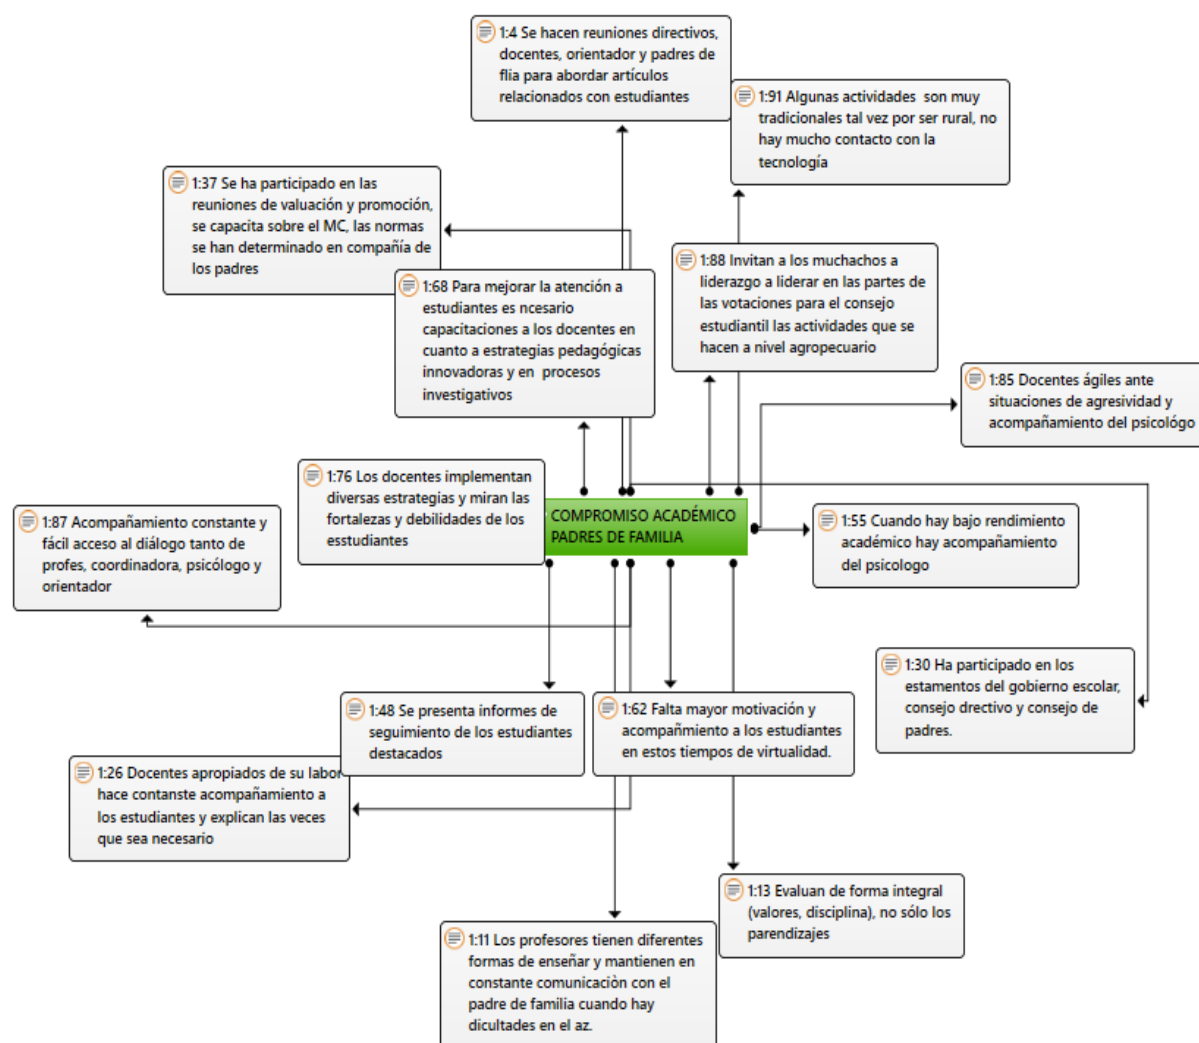 1:4 Se hacen reuniones directivos,
docentes, orientador y padres de
flia para abordar artículos
relacionados con estudiantes
1:91 Algunas actividades son muy
tradicionales tal vez por ser rural, no
hay mucho contacto con la
tecnología
1:37 Se ha participado en las
reuniones de valuación y promoción,
se capacita sobre el MC, las normas
se han determinado en compañía de
los padres
1:88 Invitan a los muchachos a
liderazgo a liderar en las partes de
las votaciones para el consejo
estudiantil las actividades que se
hacen a nivel agropecuario
1:68 Para mejorar la atención a
estudiantes es ncesario
capacitaciones a los docentes en
cuanto a estrategias pedagógicas
innovadoras y en procesos
investigativos
1:85 Docentes ágiles ante
situaciones de agresividad y
acompañamiento del psicológo
1:76 Los docentes implementan
diversas estrategias y miran las
fortalezas y debilidades de los
esstudiantes
COMPROMISO ACADÉMICO
PADRES DE FAMILIA
1:87 Acompañamiento constante y
fácil acceso al diálogo tanto de
profes, coordinadora, psicólogo y
orientador
1:55 Cuando hay bajo rendimiento
académico hay acompañamiento
del psicologo
1:30 Ha participado en los
estamentos del gobierno escolar,
consejo drectivo y consejo de
padres.
1:48 Se presenta informes de
seguimiento de los estudiantes
destacados
1:62 Falta mayor motivación y
acompañmiento a los estudiantes
en estos tiempos de virtualidad.
1:26 Docentes apropiados de su labor
hace contanste acompañamiento a
los estudiantes y explican las veces
que sea necesario
1:13 Evaluan de forma integral
(valores, disciplina), no sólo los
parendizajes
1:11 Los profesores tienen diferentes
formas de enseñar y mantienen en
constante comunicaciòn con el
padre de familia cuando hay
dicultades en el az.